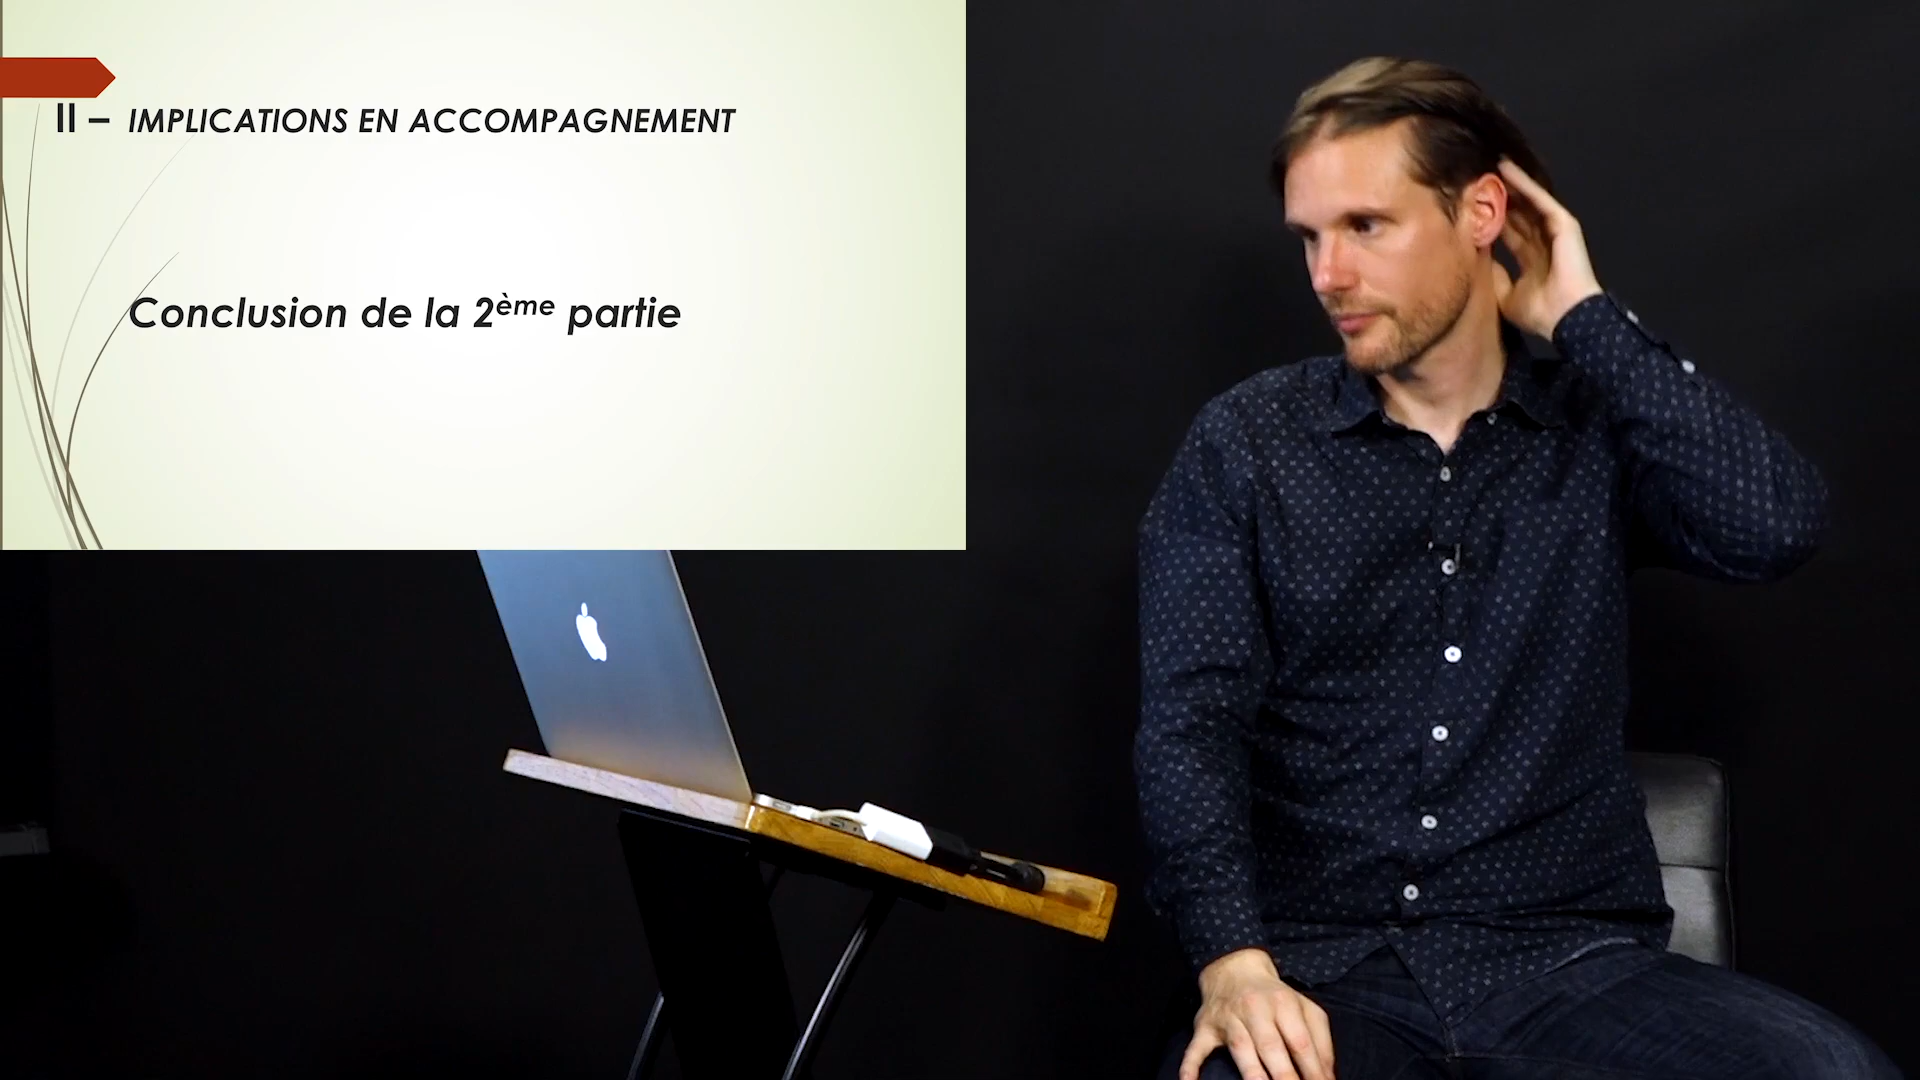 II – IMPLICATIONS EN ACCOMPAGNEMENT
Conclusion de la 2ème partie